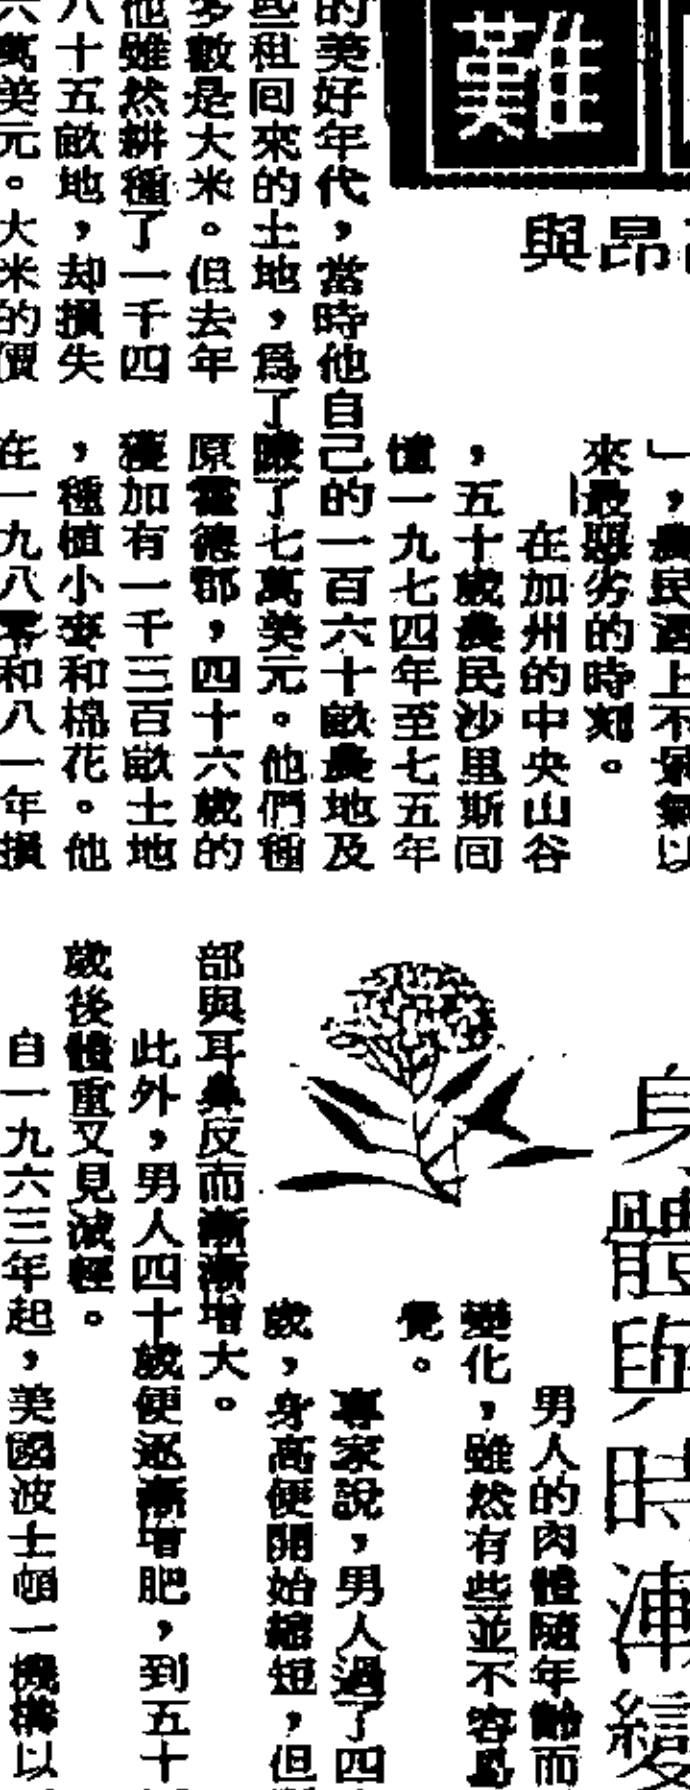 難
昂與
」，農民遇上不景氣以
來最惡劣的時刻。
在加州的中央山谷
，五十歲農民沙里斯回
憶一九七四年至七五年
的美好年代，當時他自己的一百六十畝農地及
些租回來的土地，爲了賺了七萬美元。他們種
多數是大米。但去年
他雖然耕種了一千四
八十五畝地，却損失
六萬美元。大米的價
原霍德郡，四十六歲的
獲加有一千三百畝土地
，種植小麥和棉花。他
在一九八零和八一年損
身體與時變
男人的肉體隨年齡而
變化，雖然有些並不容易
覺。
專家說，男人過了四
歲，身高便開始縮短，但
部與耳鼻反而漸漸增大。
此外，男人四十歲便逐漸增肥，到五十
歲後體重又見減輕。
自一九六三年起，美國波士頓一機構以